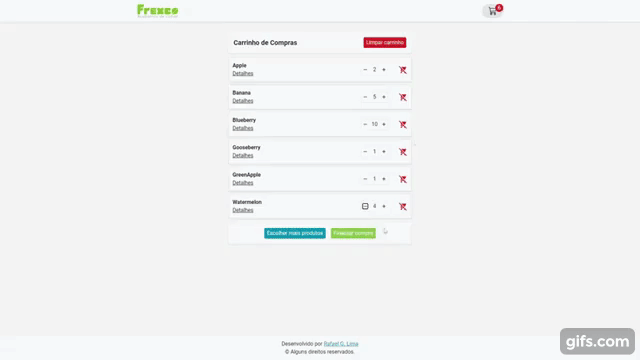 Frexco
6
Carrinho de Compras
Limpar carrinho
Apple
Detalhes
2
Banana
Detalhes
5
Blueberry
Detalhes
10
Gooseberry
Detalhes
1
GreenApple
Detalhes
1
Watermelon
Detalhes
4
Escolher mais produtos
Finalizar compra
Desenvolvido por Rafael G. Lima
© Alguns direitos reservados.
gifs.com